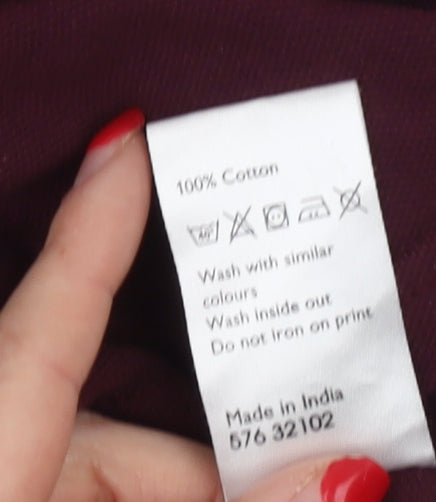 100% Cotton
40
Wash with similar
colours
Wash inside out
Do not iron on print
Made in India
576 32102